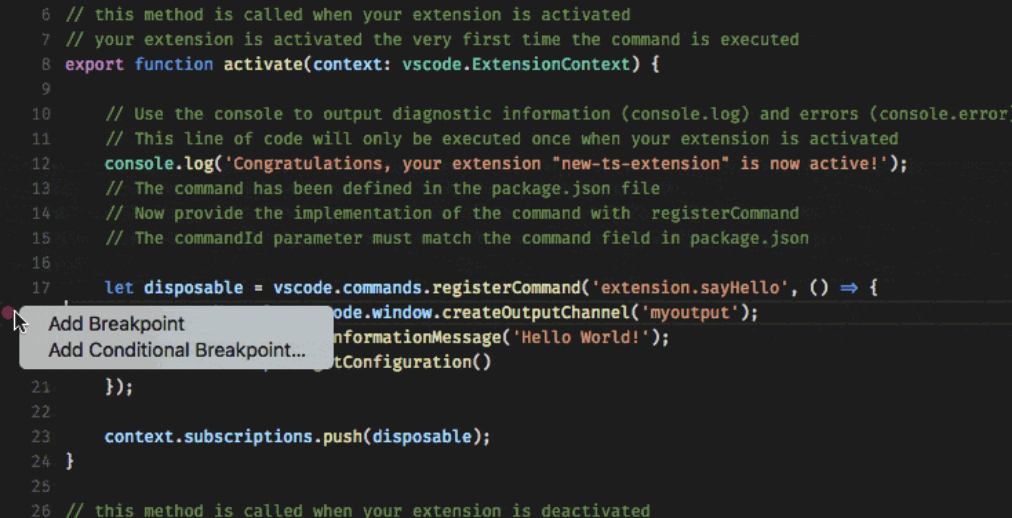 6 // this method is called when your extension is activated
7 // your extension is activated the very first time the command is executed
8 export function activate(context: vscode.ExtensionContext) {
9
10 // Use the console to output diagnostic information (console.log) and errors (console.error)
11 // This line of code will only be executed once when your extension is activated
12 console.log('Congratulations, your extension "new-ts-extension" is now active!');
13 // The command has been defined in the package.json file
14 // Now provide the implementation of the command with  registerCommand
15 // The commandId parameter must match the command field in package.json
16
17 let disposable = vscode.commands.registerCommand('extension.sayHello', () => {
ode.window.createOutputChannel('myoutput');
Add Breakpoint
nformationMessage('Hello World!');
Add Conditional Breakpoint...
tConfiguration()
21 });
22
23 context.subscriptions.push(disposable);
24 }
25
26 // this method is called when your extension is deactivated